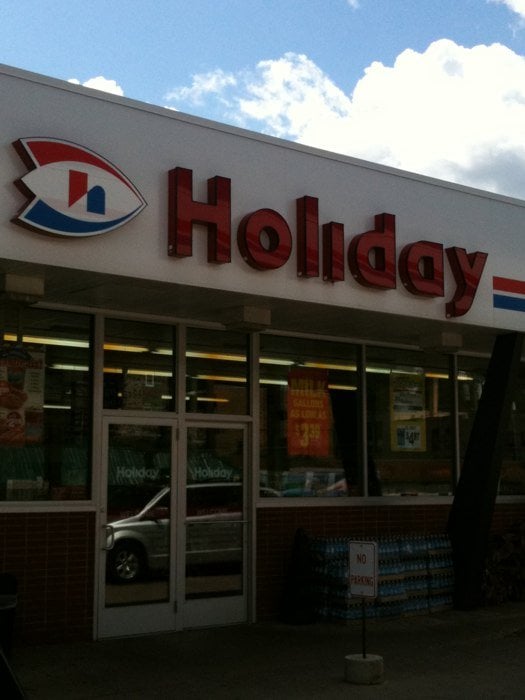 h
Holiday
Holiday Holiday
GALLONS
AS LOW AS
NO
PARKING